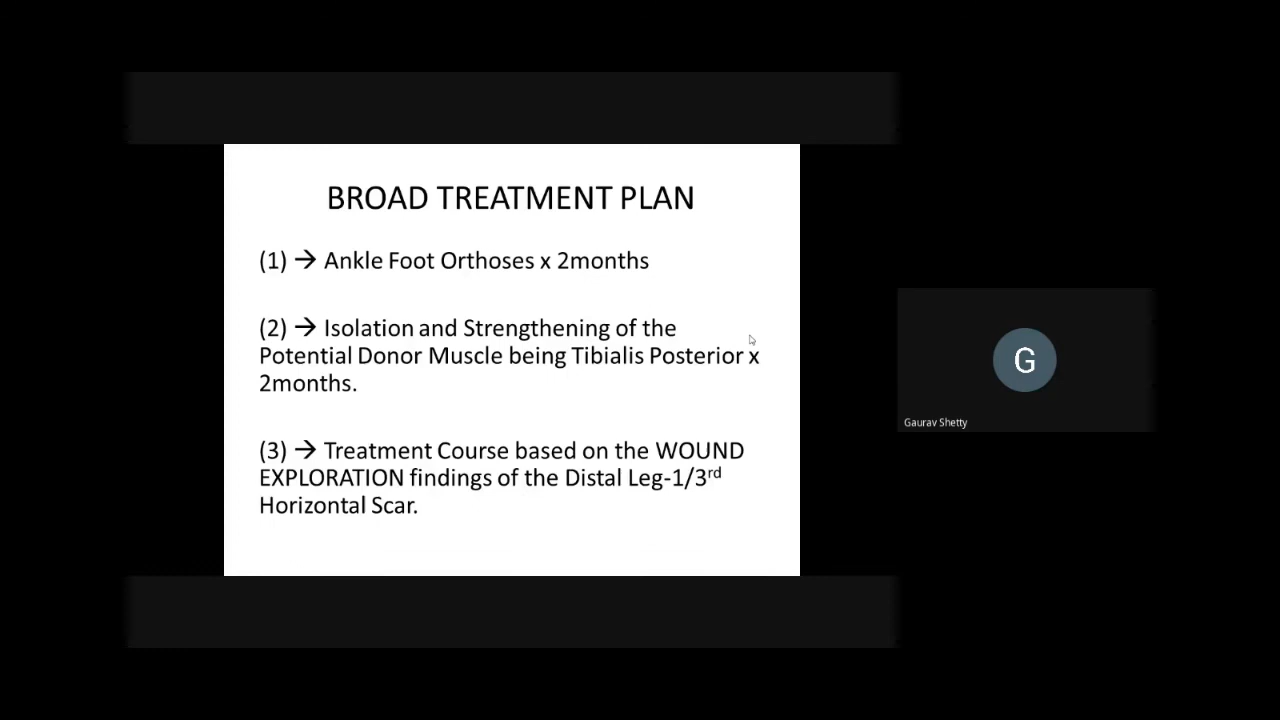 BROAD TREATMENT PLAN
(1) → Ankle Foot Orthoses x 2months
(2) → Isolation and Strengthening of the
Potential Donor Muscle being Tibialis Posterior x
2months.
(3) → Treatment Course based on the WOUND
EXPLORATION findings of the Distal Leg-1/3rd
Horizontal Scar.
G
Gaurav Shetty